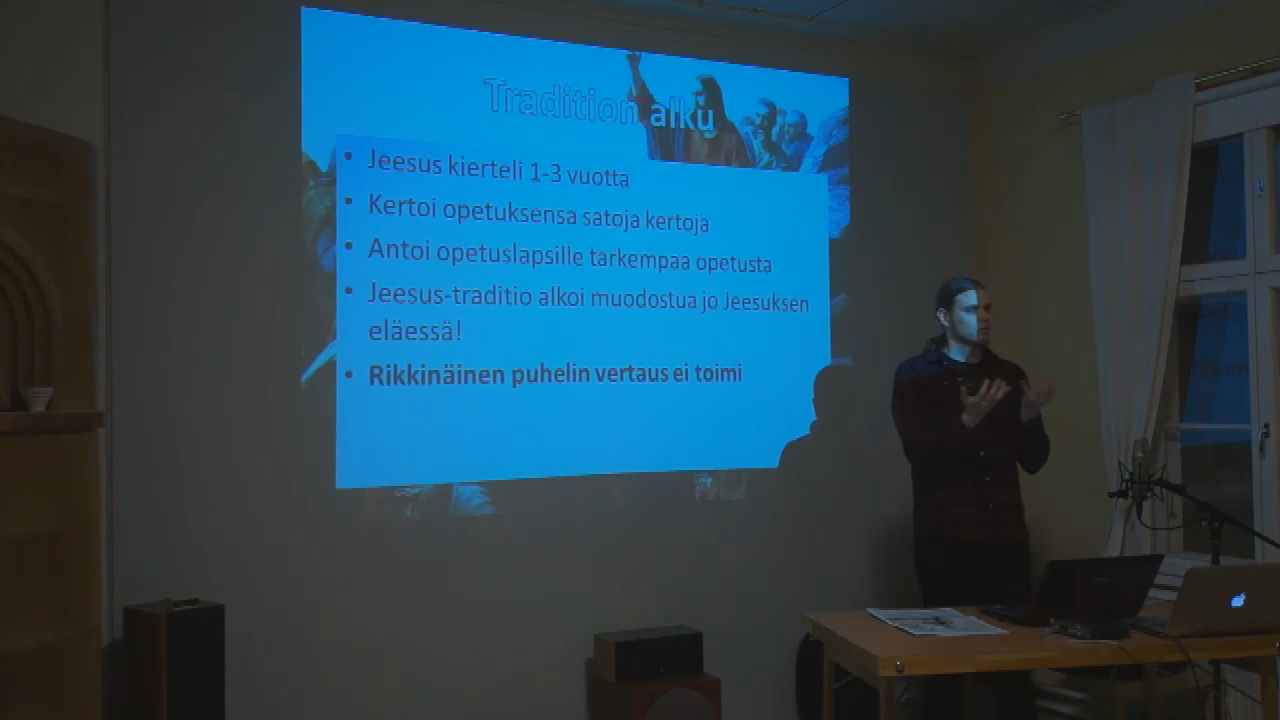 Tradition alku
• Jeesus kierteli 1-3 vuotta
• Kertoi opetuksensa satoja kertoja
• Antoi opetuslapsille tarkempaa opetusta
• Jeesus-traditio alkoi muodostua jo Jeesuksen
eläessä!
• Rikkinäinen puhelin vertaus ei toimi